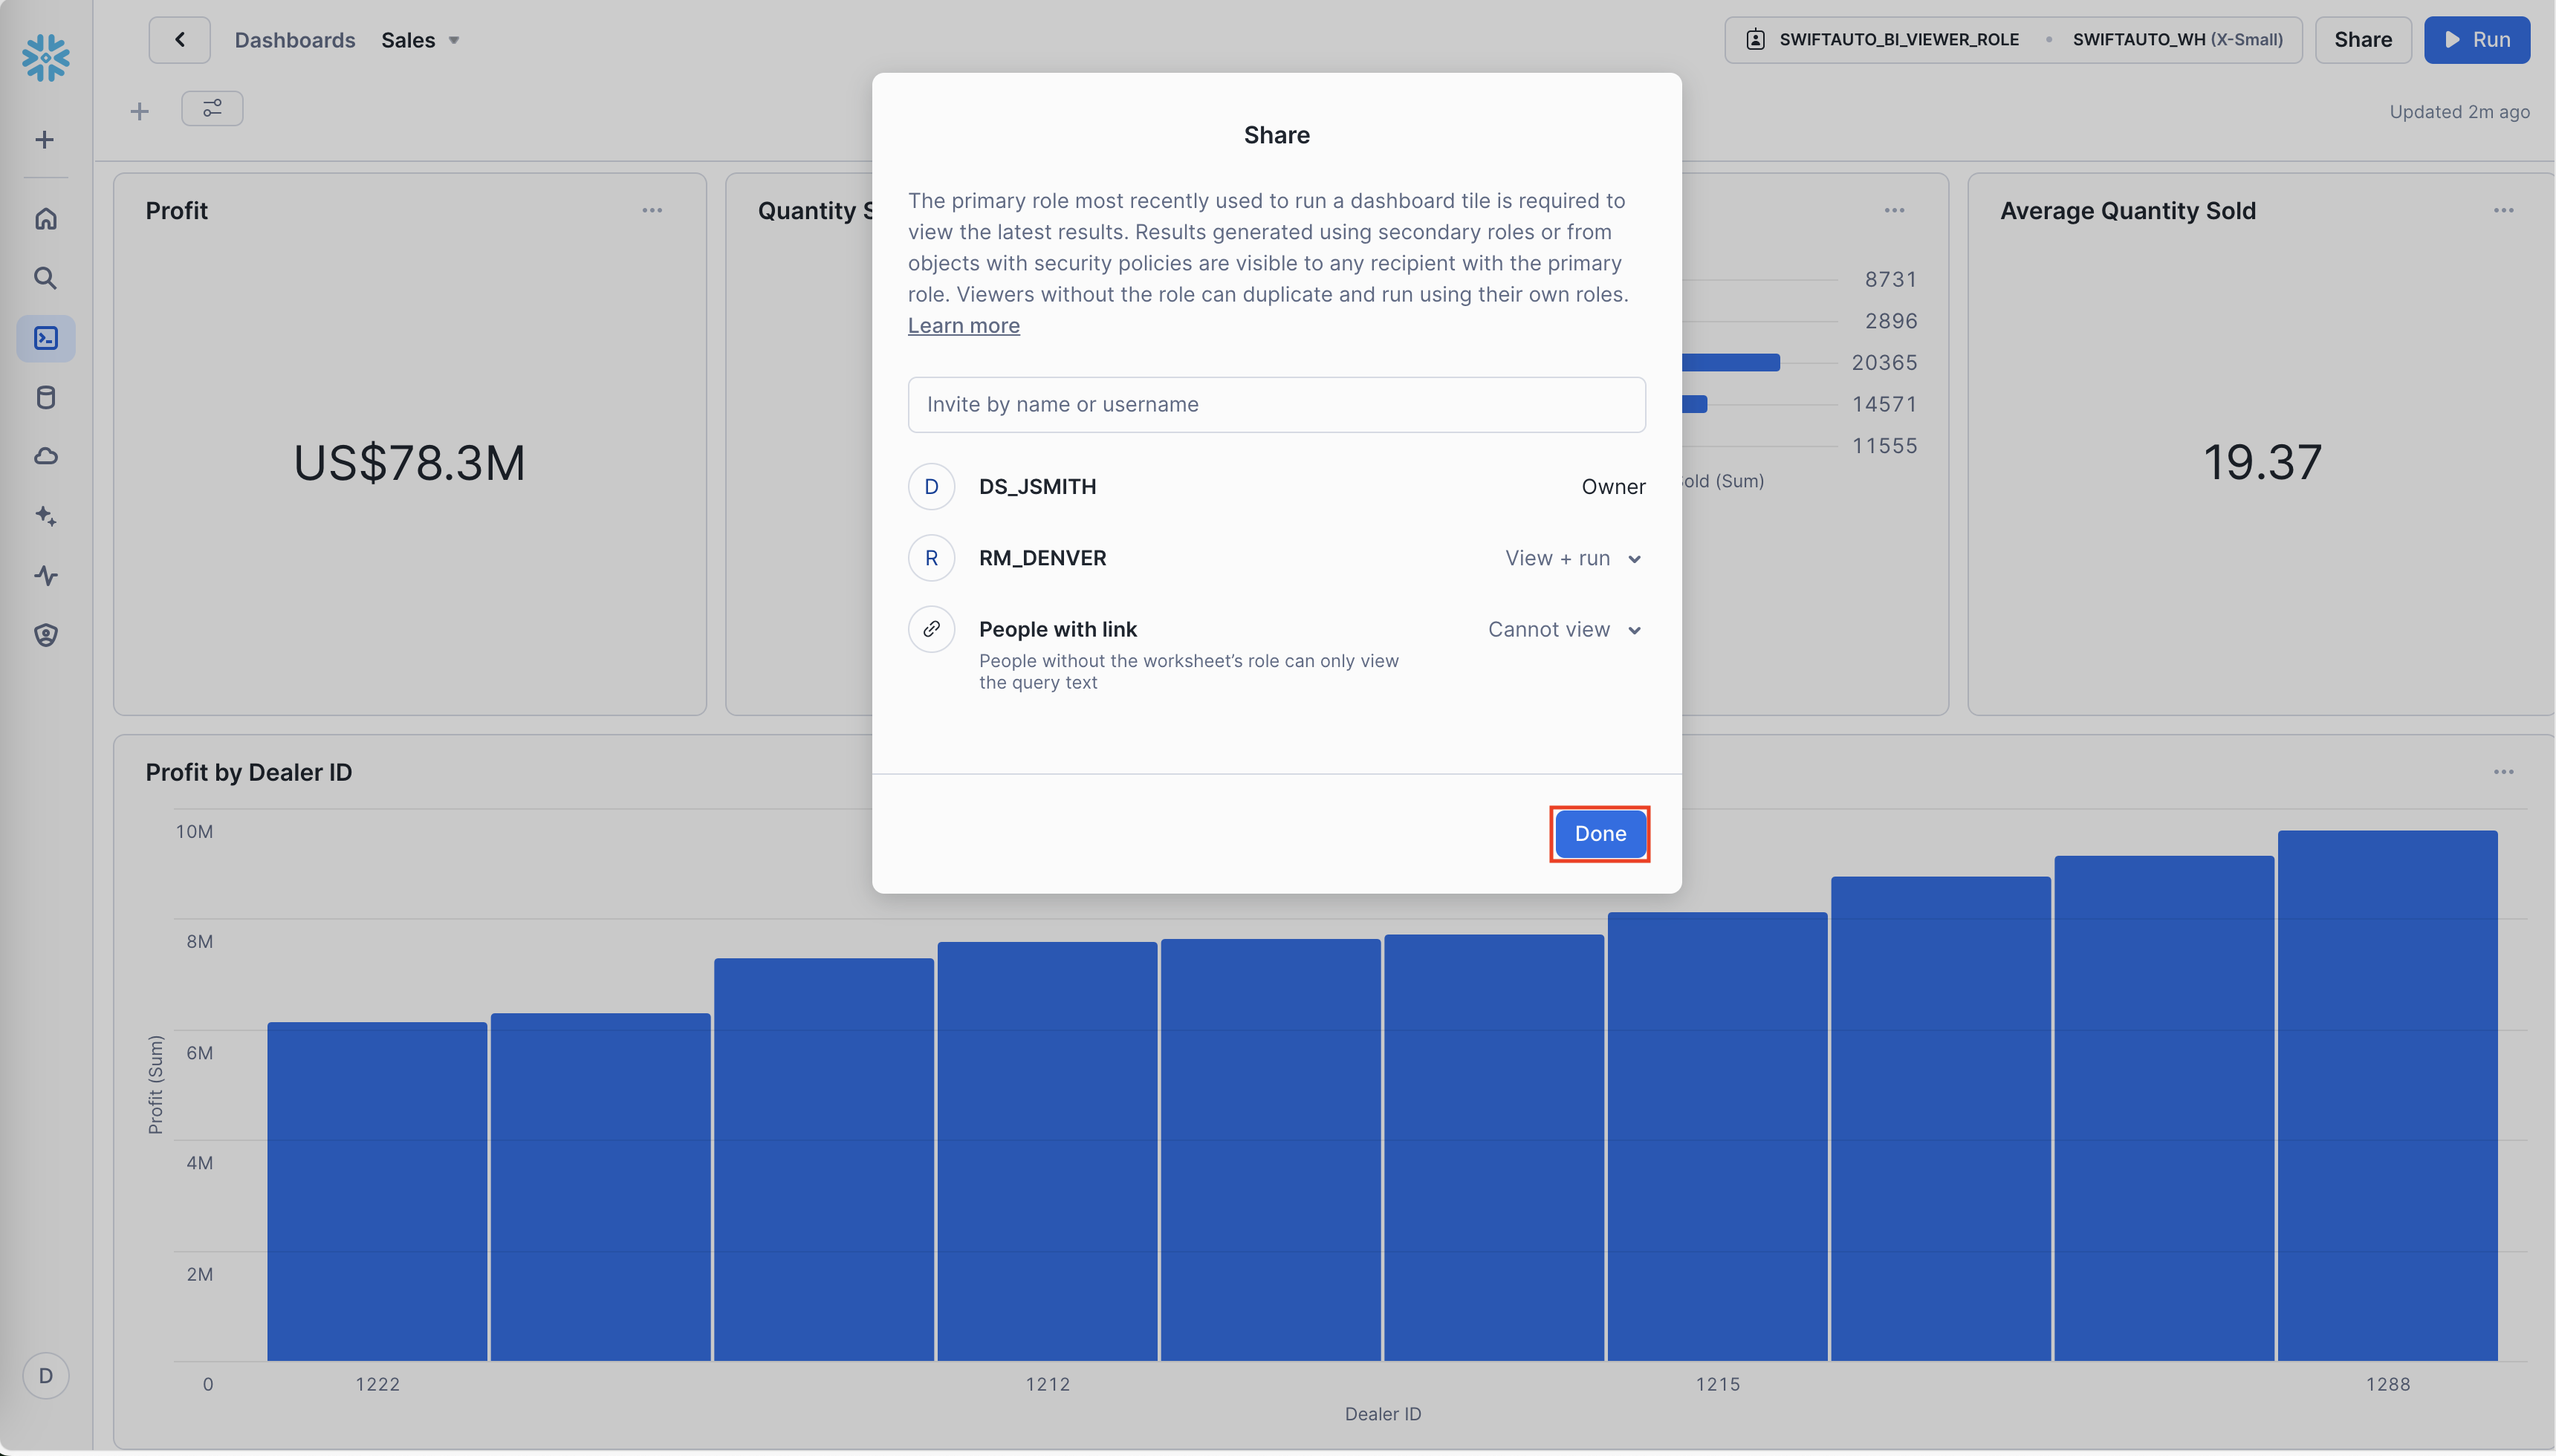 Dashboards Sales
SWIFTAUTO_BI_VIEWER_ROLE • SWIFTAUTO_WH (X-Small)
Share
Run
Updated 2m ago
Share
The primary role most recently used to run a dashboard tile is required to
view the latest results. Results generated using secondary roles or from
objects with security policies are visible to any recipient with the primary
role. Viewers without the role can duplicate and run using their own roles.
Learn more
Invite by name or username
D DS_JSMITH Owner
R RM_DENVER View + run
People with link Cannot view
People without the worksheet’s role can only view
the query text
Done
Profit
US$78.3M
Quantity S
8731
2896
20365
14571
11555
old (Sum)
Average Quantity Sold
19.37
Profit by Dealer ID
Profit (Sum)
10M
8M
6M
4M
2M
0
1222 1212 1215 1288
Dealer ID
D